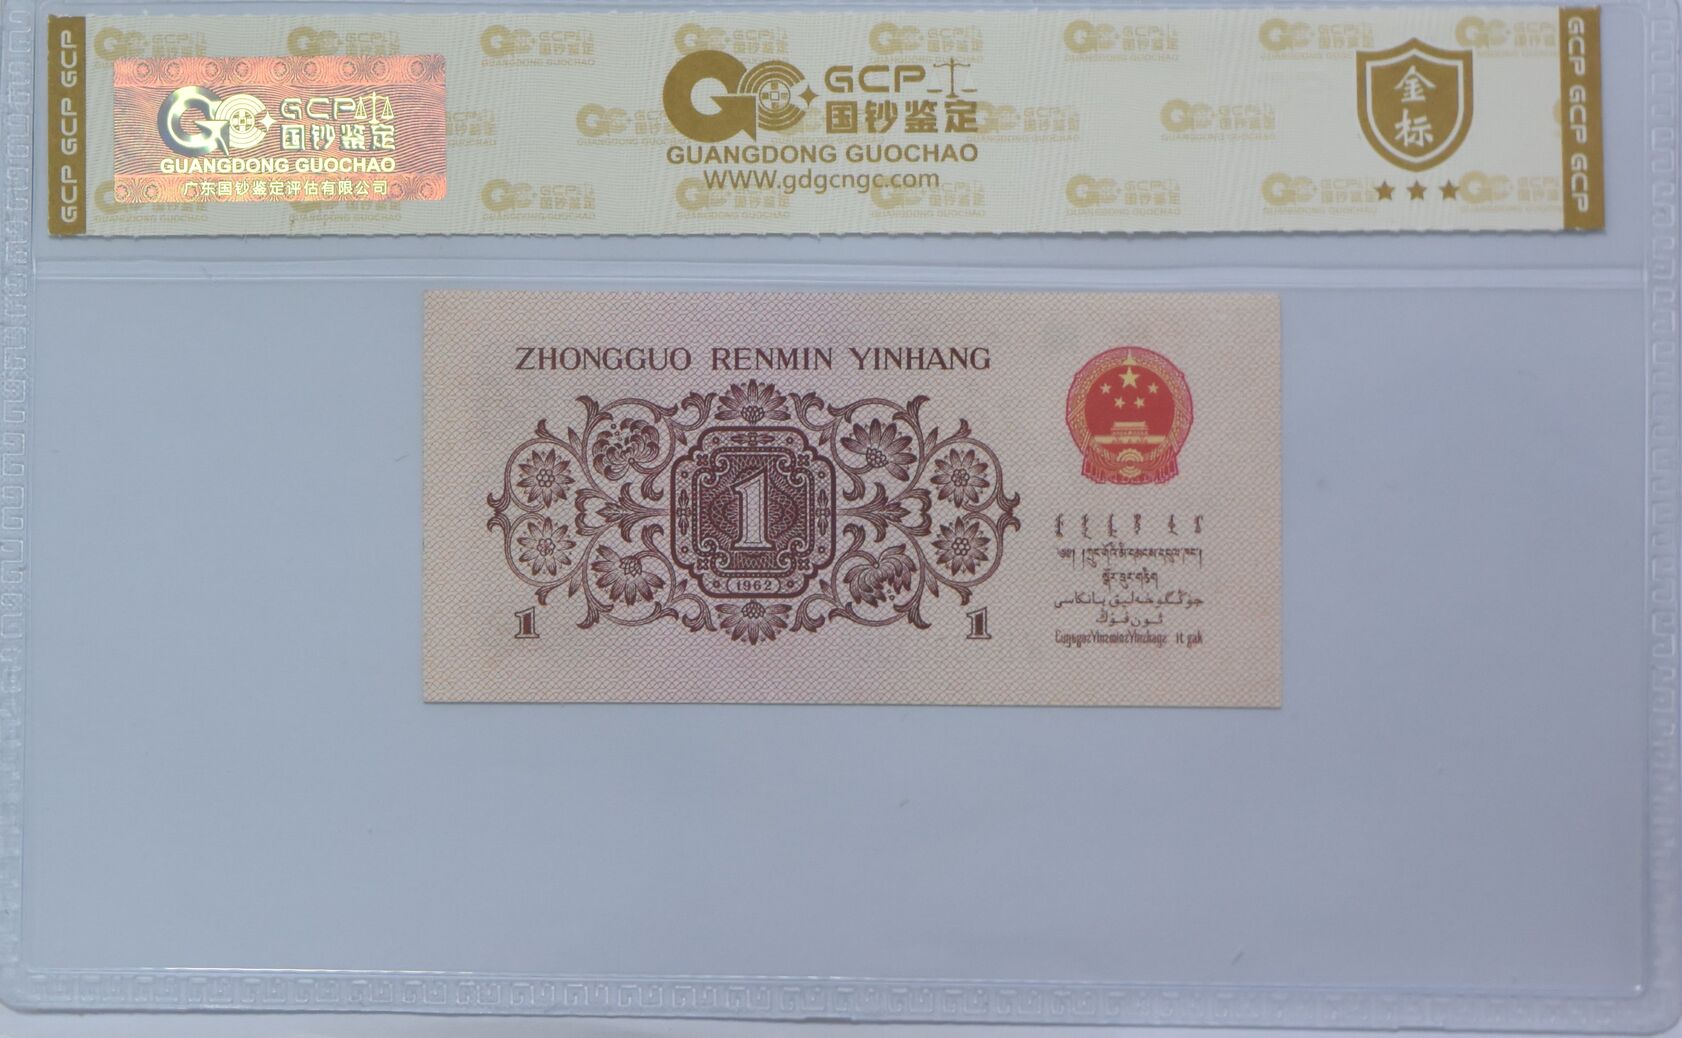 GCP GCP GCP
GCP
国钞鉴定
GUANGDONG GUOCHAO
广东国钞鉴定评估有限公司
GCP
国钞鉴定
GUANGDONG GUOCHAO
WWW.gdgcngc.com
金标
GCP GCP GCP
ZHONGGUO RENMIN YINHANG
1
(1962)
1
1
جۇڭگو خەلىق بانكاسى